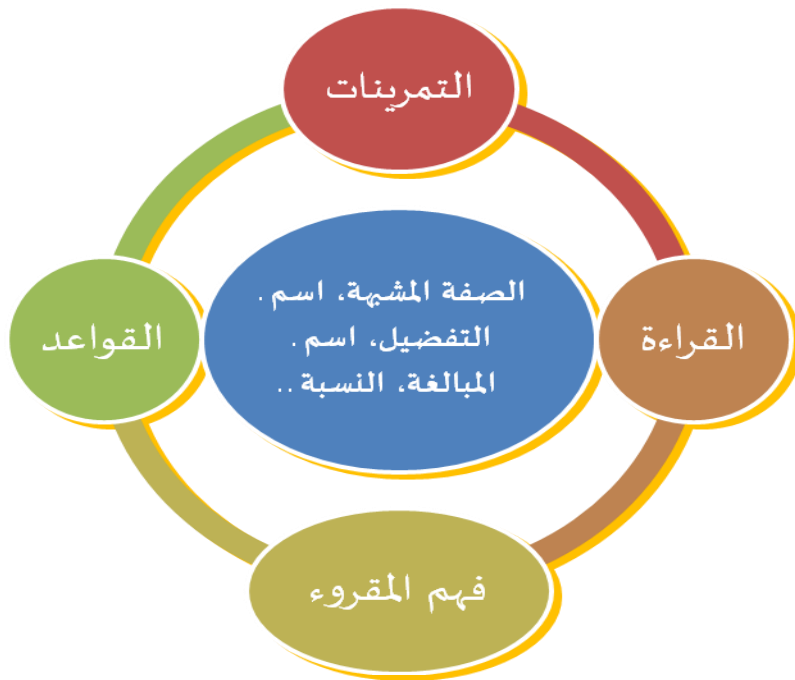 التمرينات
الصفة المشبهة، اسم .
التفضيل، اسم .
المبالغة، النسبة ..
القراءة
القواعد
فهم المقروء